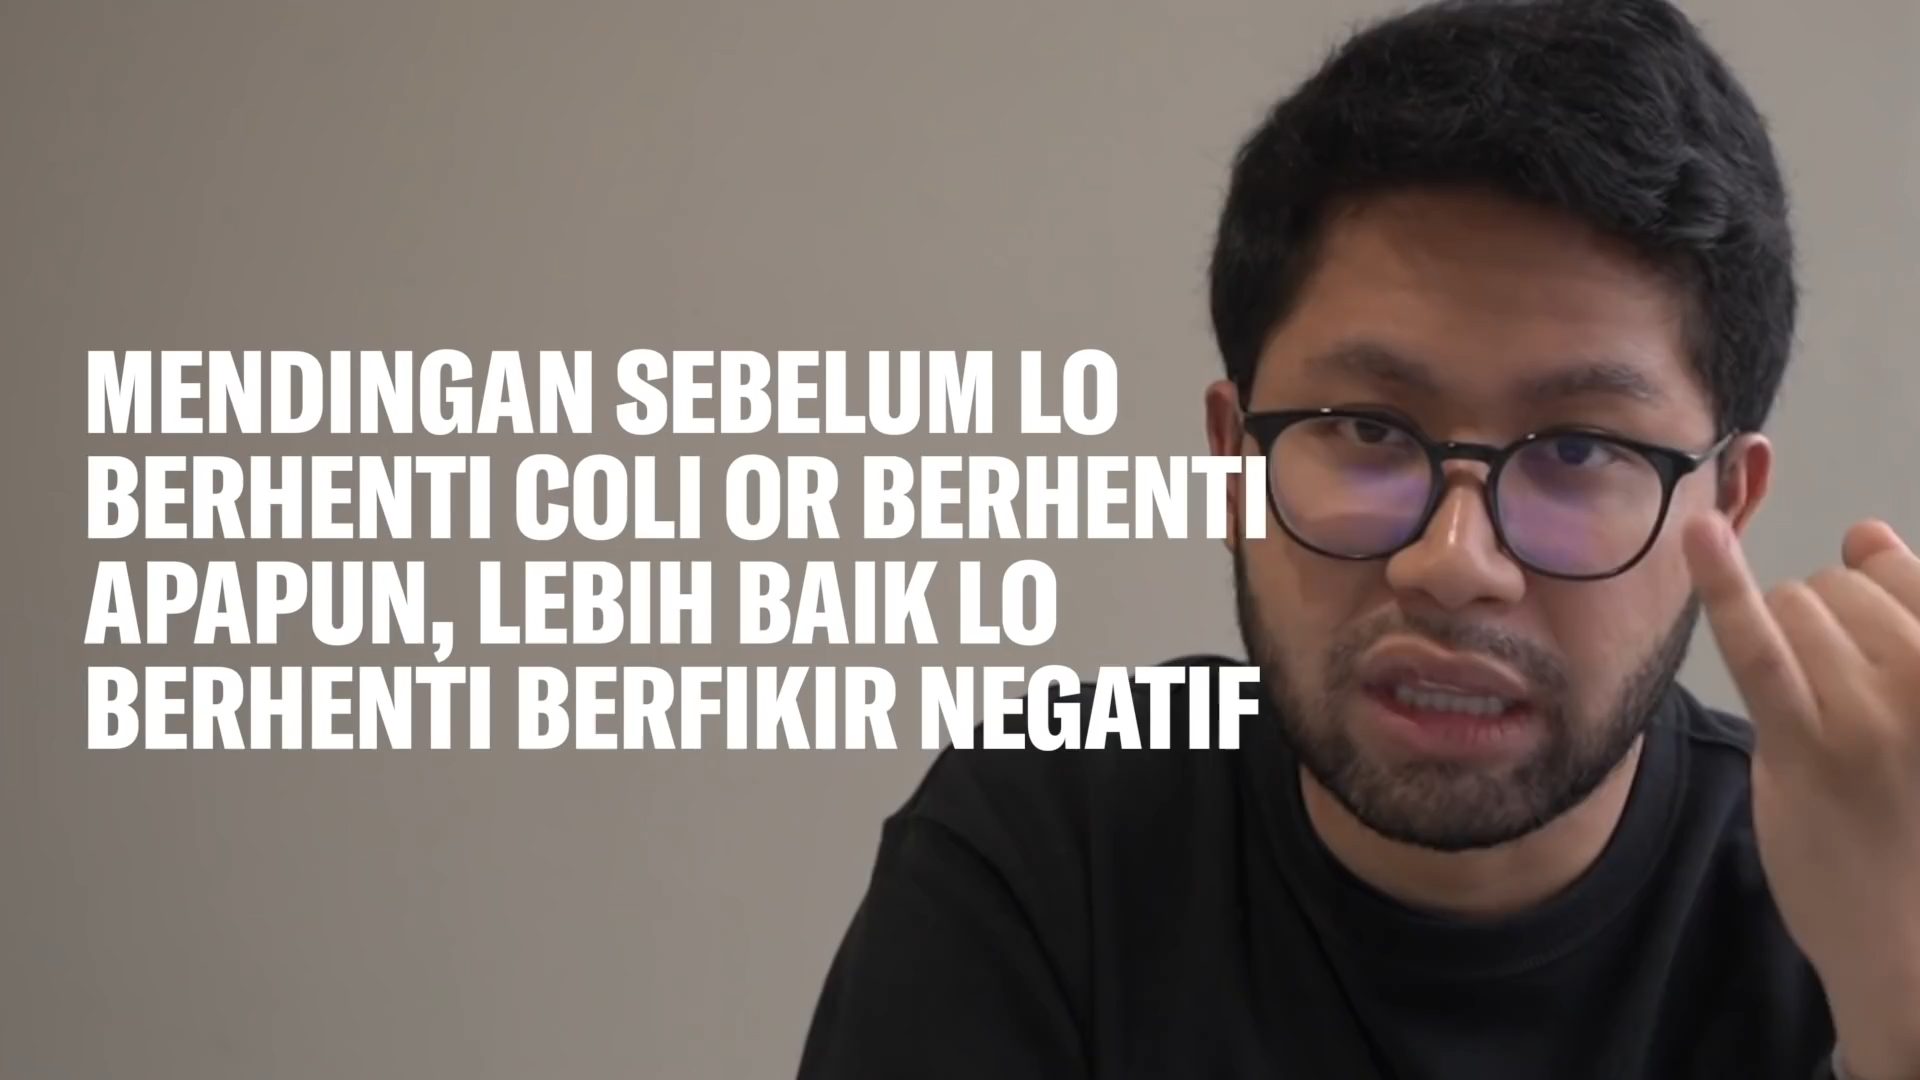 MENDINGAN SEBELUM LO
BERHENTI COLI OR BERHENTI
APAPUN, LEBIH BAIK LO
BERHENTI BERFIKIR NEGATIF